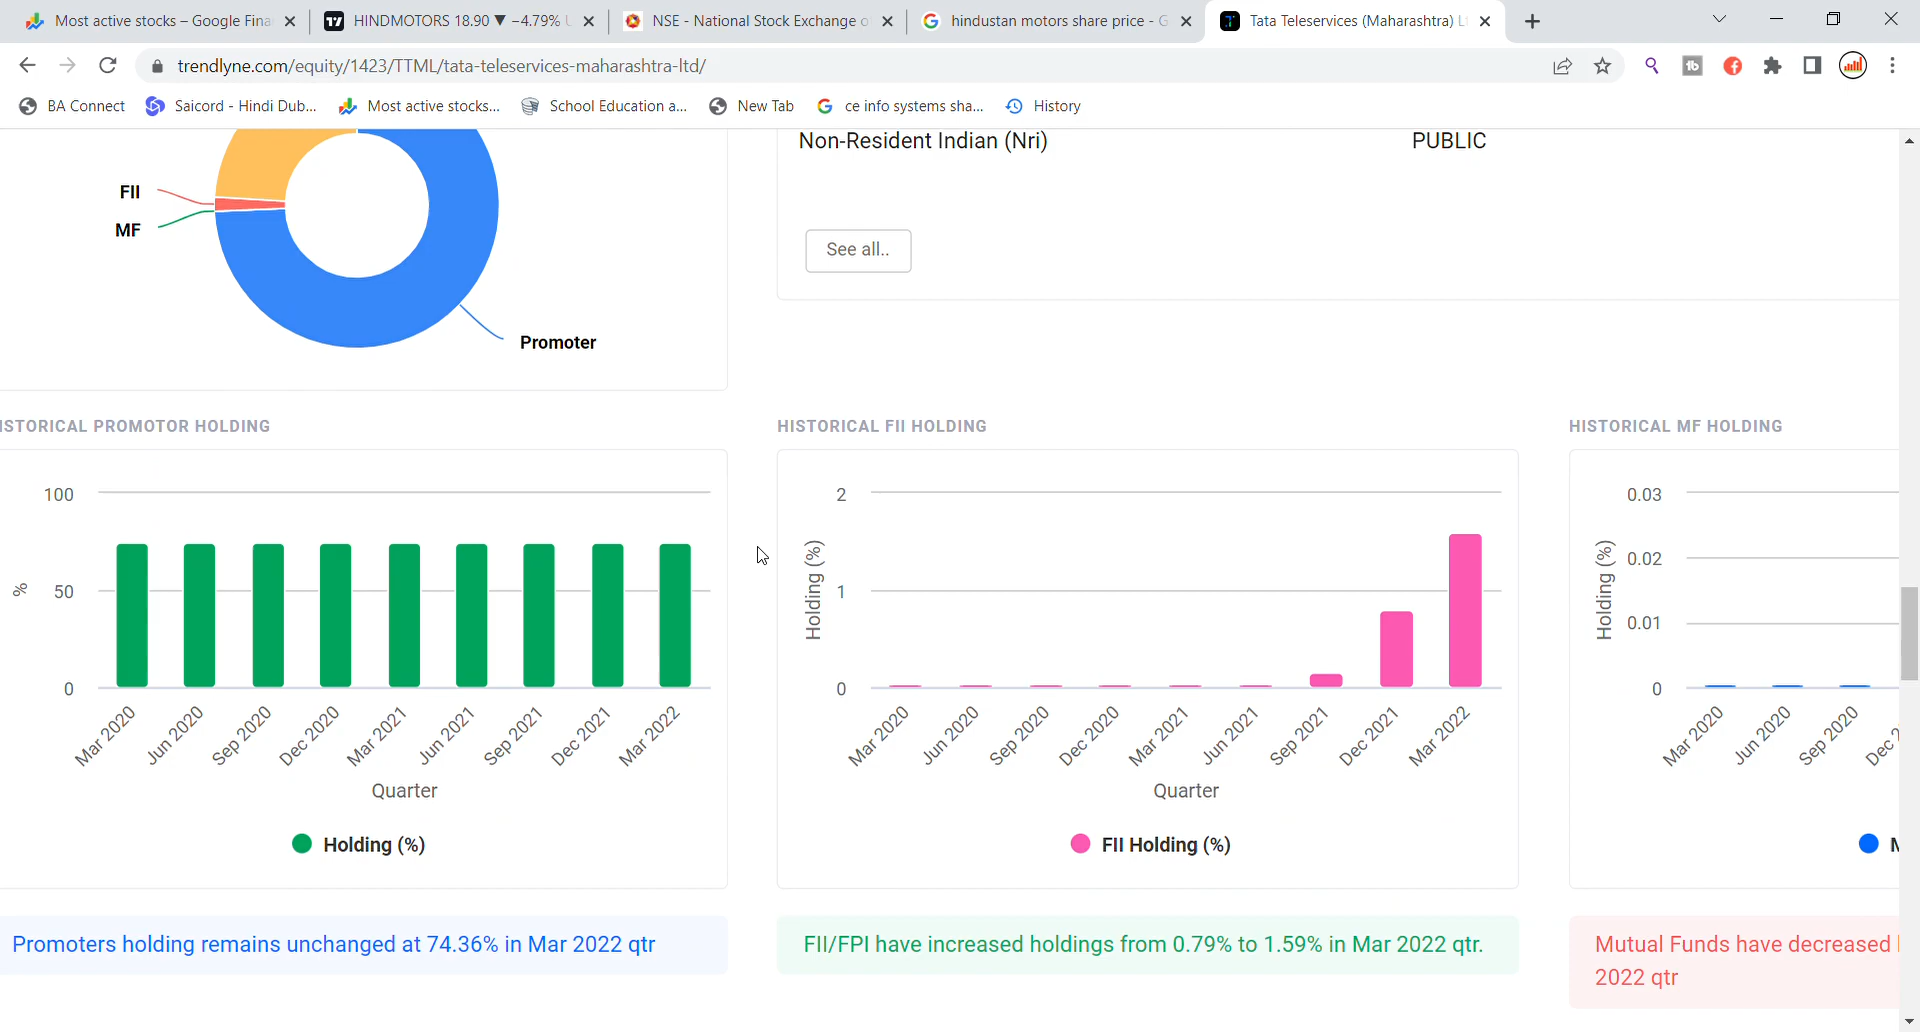 Most active stocks – Google Fina
HINDMOTORS 18.90 ▼ −4.79%
NSE - National Stock Exchange o
hindustan motors share price - G
Tata Teleservices (Maharashtra) L
trendlyne.com/equity/1423/TTML/tata-teleservices-maharashtra-ltd/
BA Connect
Saicord - Hindi Dub...
Most active stocks...
School Education a...
New Tab
ce info systems sha...
History
Non-Resident Indian (Nri)
PUBLIC
FII
MF
See all..
Promoter
ISTORICAL PROMOTOR HOLDING
HISTORICAL FII HOLDING
HISTORICAL MF HOLDING
100
50
0
%
Mar 2020
Jun 2020
Sep 2020
Dec 2020
Mar 2021
Jun 2021
Sep 2021
Dec 2021
Mar 2022
Quarter
Holding (%)
2
1
0
Holding (%)
Mar 2020
Jun 2020
Sep 2020
Dec 2020
Mar 2021
Jun 2021
Sep 2021
Dec 2021
Mar 2022
Quarter
FII Holding (%)
0.03
0.02
0.01
0
Holding (%)
Mar 2020
Jun 2020
Sep 2020
Dec 2
Promoters holding remains unchanged at 74.36% in Mar 2022 qtr
FII/FPI have increased holdings from 0.79% to 1.59% in Mar 2022 qtr.
Mutual Funds have decreased
2022 qtr